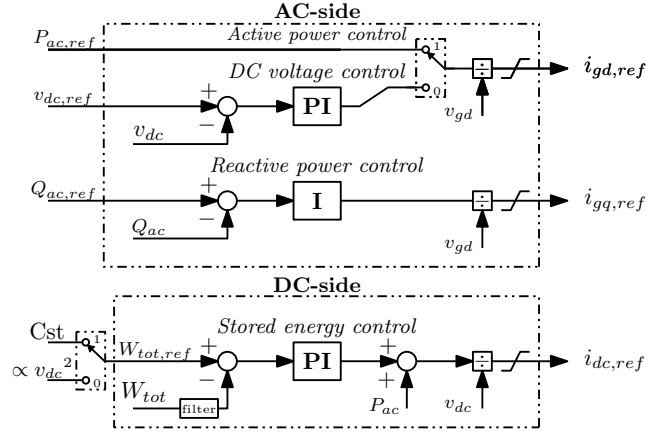 AC-side
P_{ac,ref} Active power control
1
DC voltage control
÷ i_{gd,ref}
v_{dc,ref} + PI 0
− v_{gd}
v_{dc}
Reactive power control
Q_{ac,ref} + I ÷ i_{gq,ref}
−
Q_{ac} v_{gd}
DC-side
Cst 1 Stored energy control
W_{tot,ref} + PI + ÷ i_{dc,ref}
∝ v_{dc}^2 0 − +
W_{tot} filter P_{ac} v_{dc}